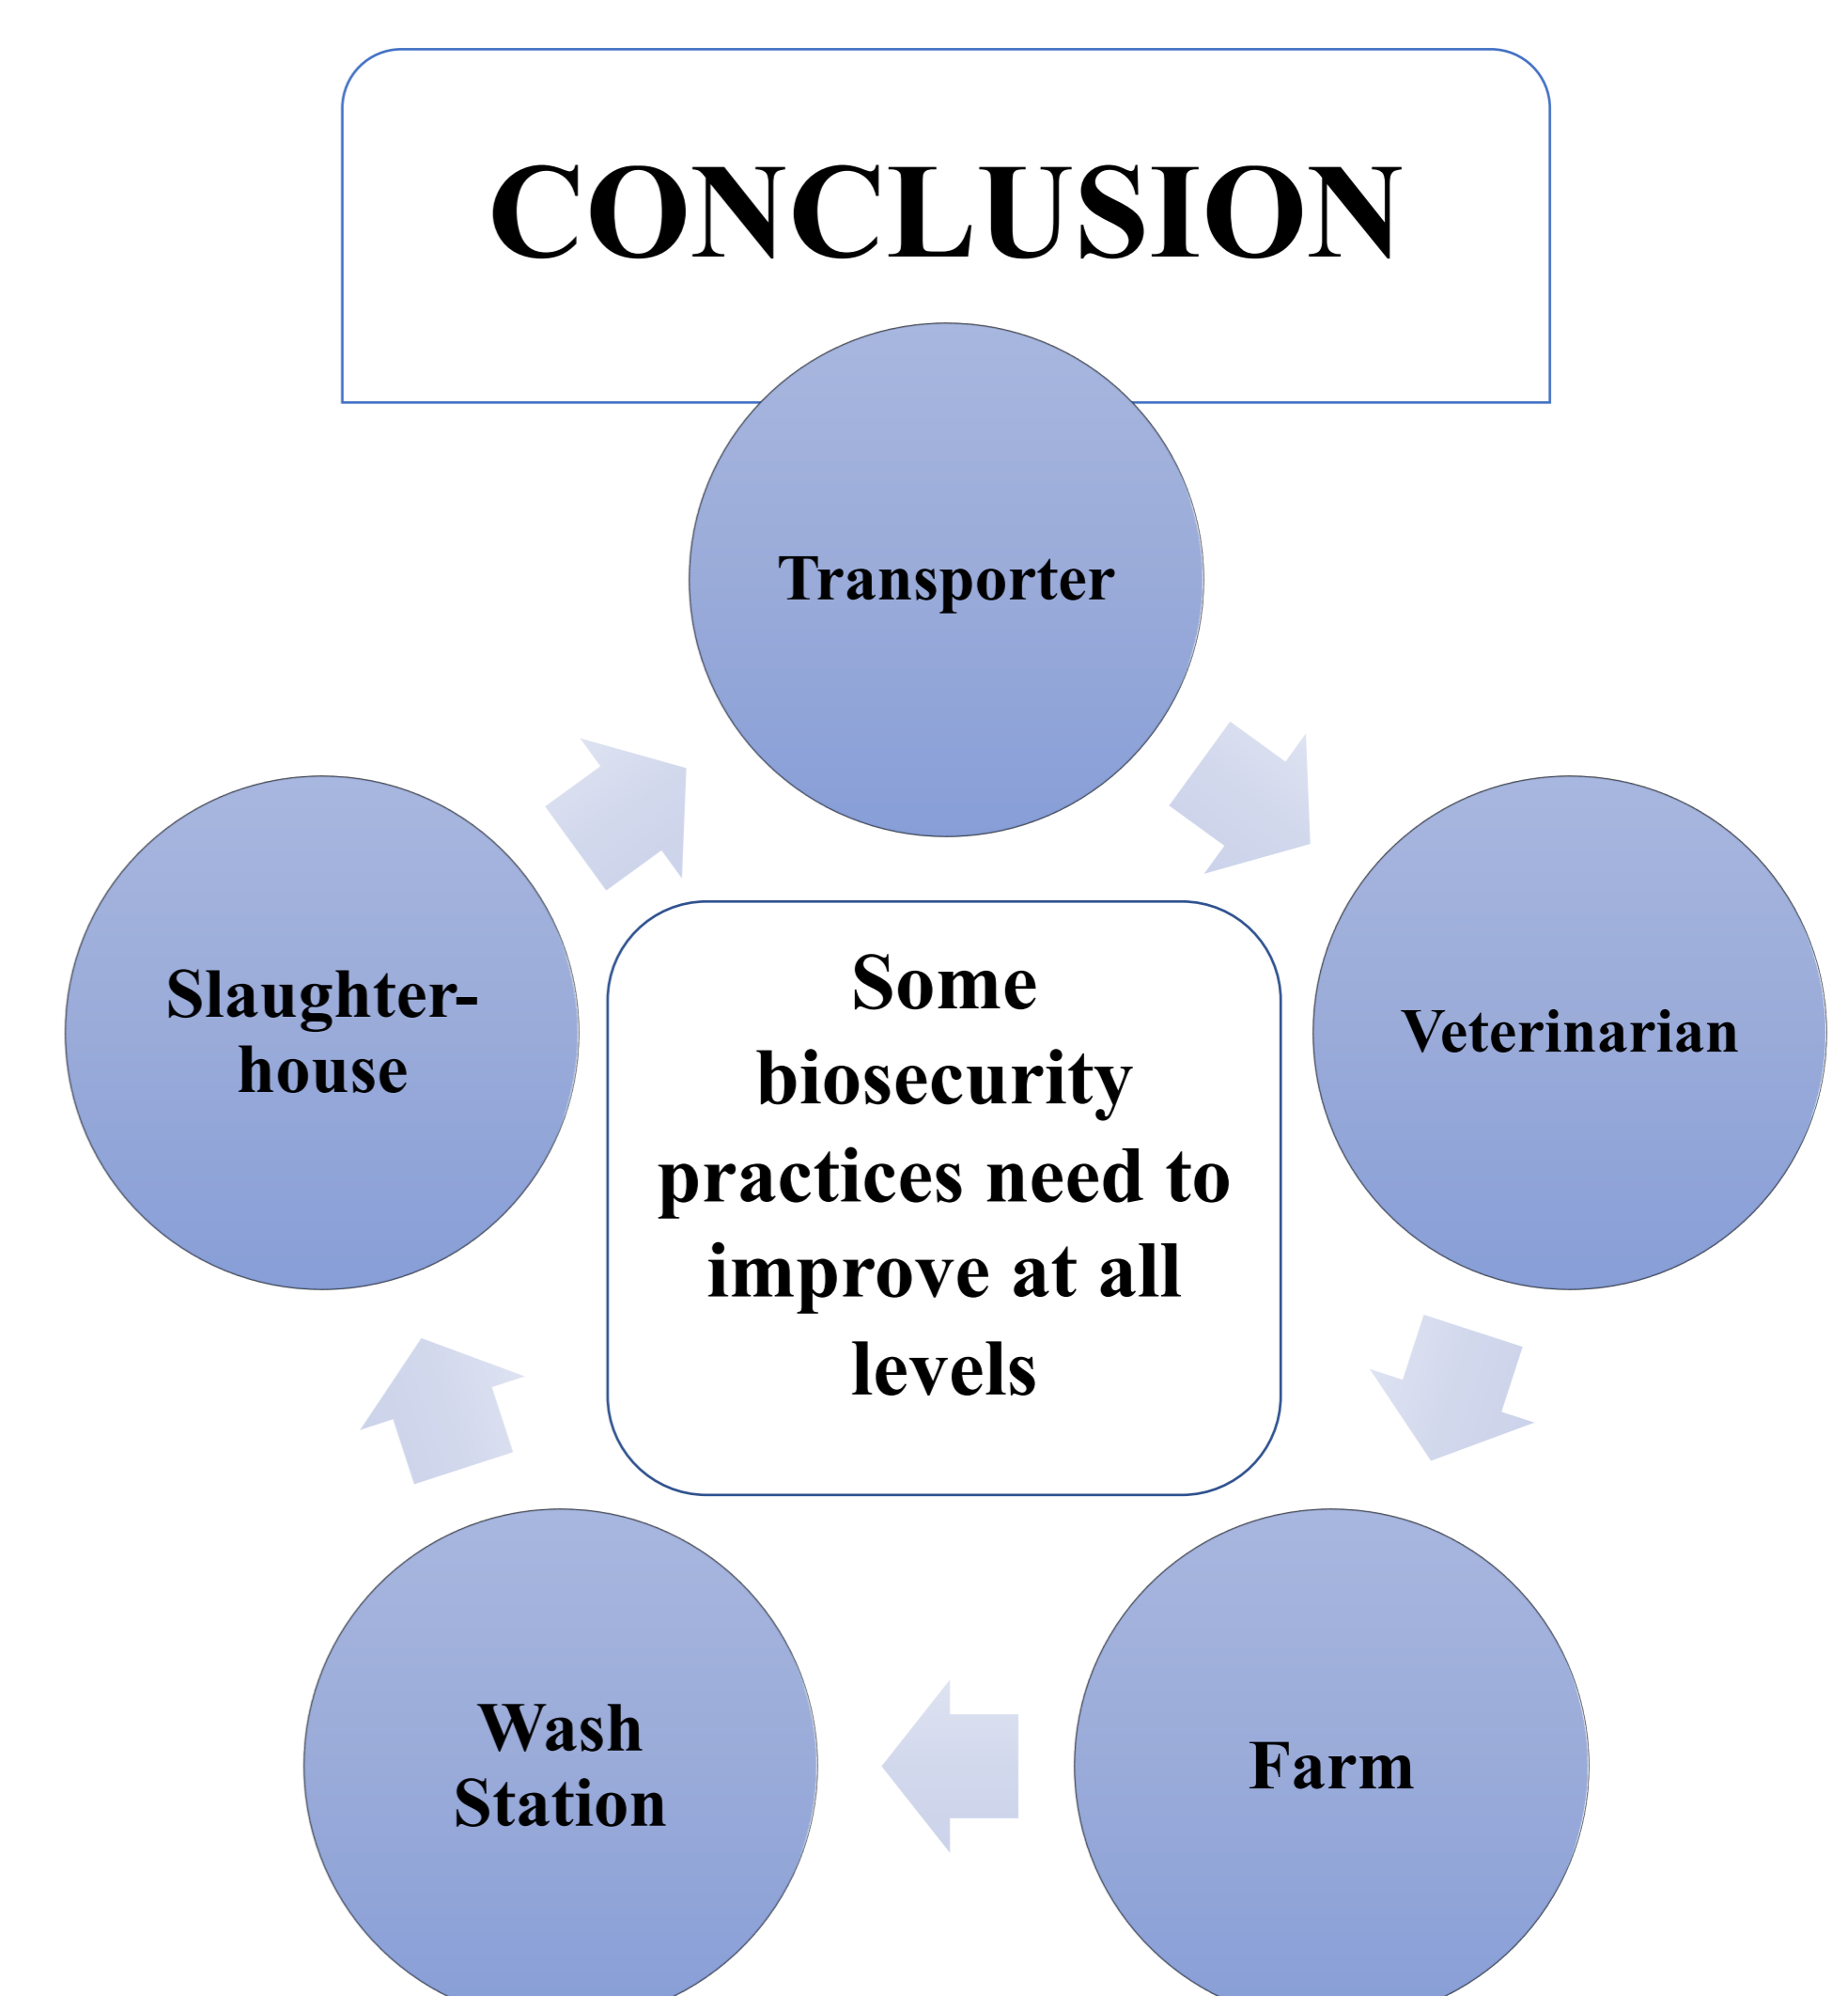 CONCLUSION
Transporter
Slaughter-
house
Some
biosecurity
practices need to
improve at all
levels
Veterinarian
Wash
Station
Farm